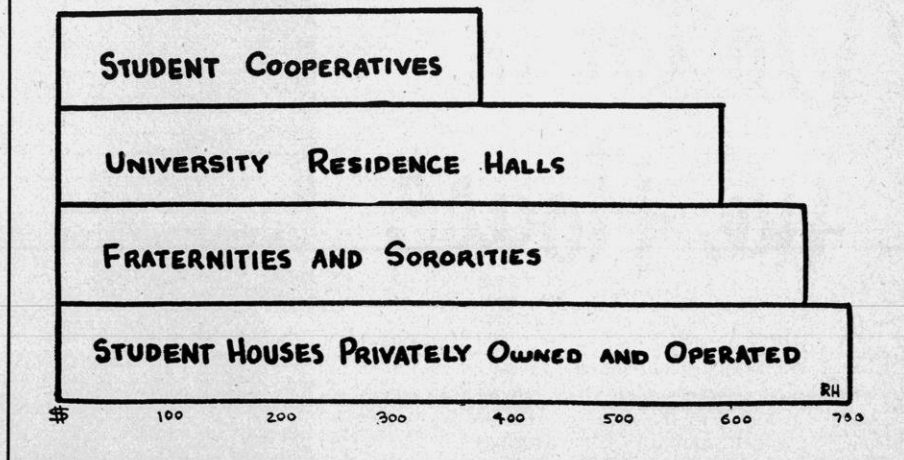 STUDENT COOPERATIVES
UNIVERSITY RESIDENCE HALLS
FRATERNITIES AND SORORITIES
STUDENT HOUSES PRIVATELY OWNED AND OPERATED
RH
$ 100 200 300 400 500 600 700